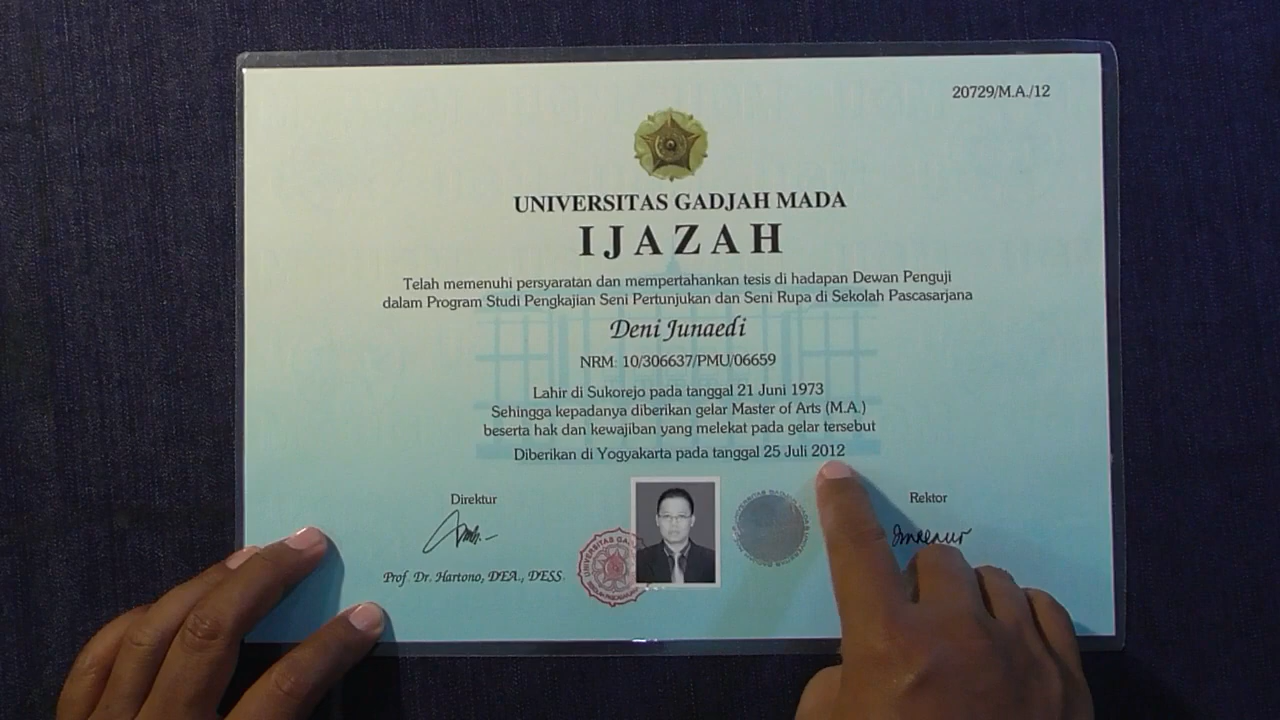 20729/M.A./12
UNIVERSITAS GADJAH MADA
IJAZAH
Telah memenuhi persyaratan dan mempertahankan tesis di hadapan Dewan Penguji
dalam Program Studi Pengkajian Seni Pertunjukan dan Seni Rupa di Sekolah Pascasarjana
Deni Junaedi
NRM: 10/306637/PMU/06659
Lahir di Sukorejo pada tanggal 21 Juni 1973
Sehingga kepadanya diberikan gelar Master of Arts (M.A.)
beserta hak dan kewajiban yang melekat pada gelar tersebut
Diberikan di Yogyakarta pada tanggal 25 Juli 2012
Direktur
Rektor
Prof. Dr. Hartono, DEA., DESS.
UNIVERSITAS